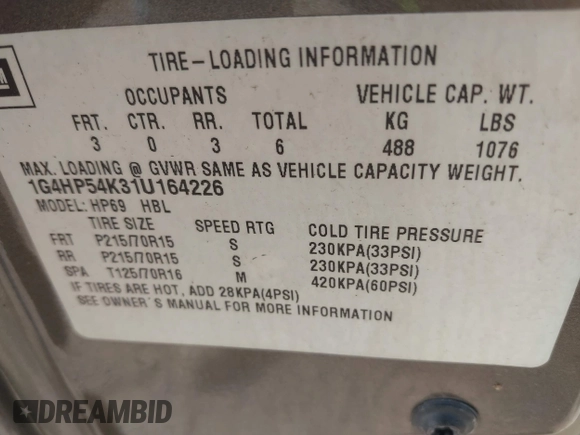 GM
TIRE-LOADING INFORMATION
OCCUPANTS VEHICLE CAP. WT.
FRT. CTR. RR. TOTAL KG LBS
3 0 3 6 488 1076
MAX. LOADING @ GVWR SAME AS VEHICLE CAPACITY WEIGHT.
1G4HP54K31U164226
MODEL: HP69 HBL
TIRE SIZE SPEED RTG COLD TIRE PRESSURE
FRT P215/70R15 S 230KPA(33PSI)
RR P215/70R15 S 230KPA(33PSI)
SPA T125/70R16 M 420KPA(60PSI)
IF TIRES ARE HOT, ADD 28KPA(4PSI)
SEE OWNER'S MANUAL FOR MORE INFORMATION
DREAMBID